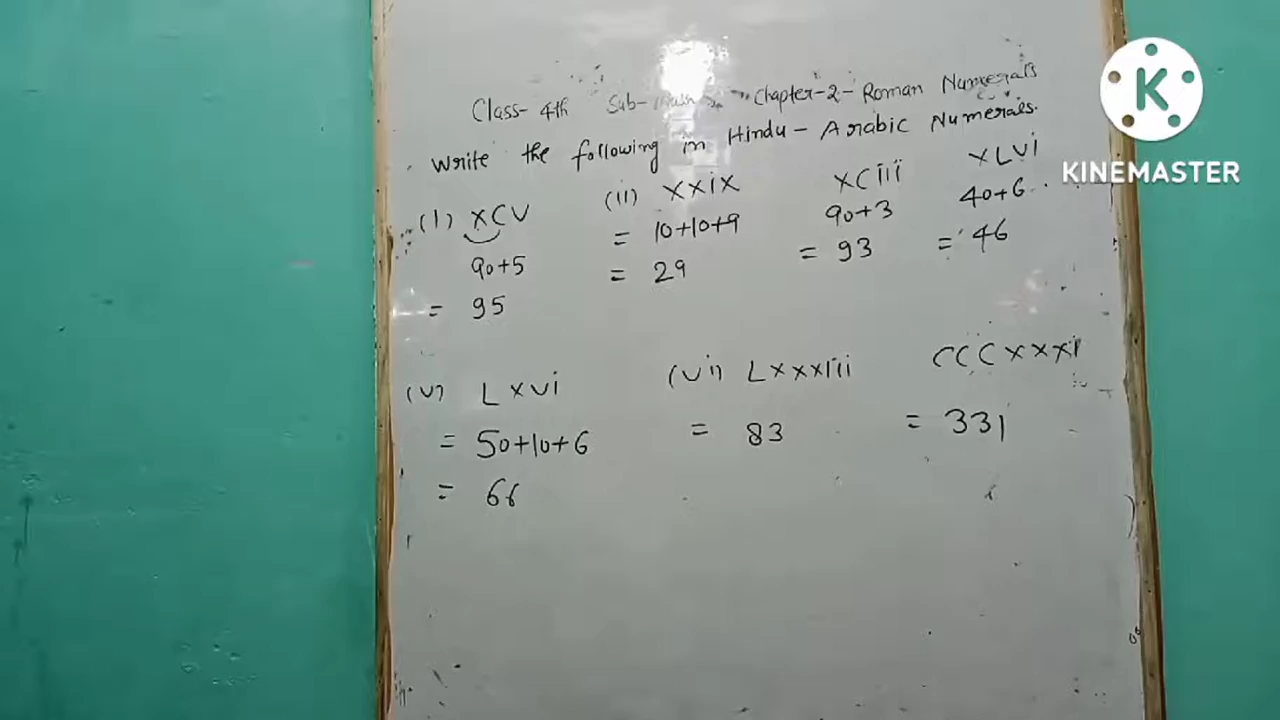 Class- 4th Sub- Chapter-2- Roman Numerals
Write the following in Hindu- Arabic Numerals.
(I) XCV (II) XXiX XCiii XLVi
90+5 = 10+10+9 90+3 40+6
= 95 = 29 = 93 = 46
(V) LXVi (Vi) LXXXIII CCCXXXI
= 50+10+6 = 83 = 331
= 66
K
KINEMASTER